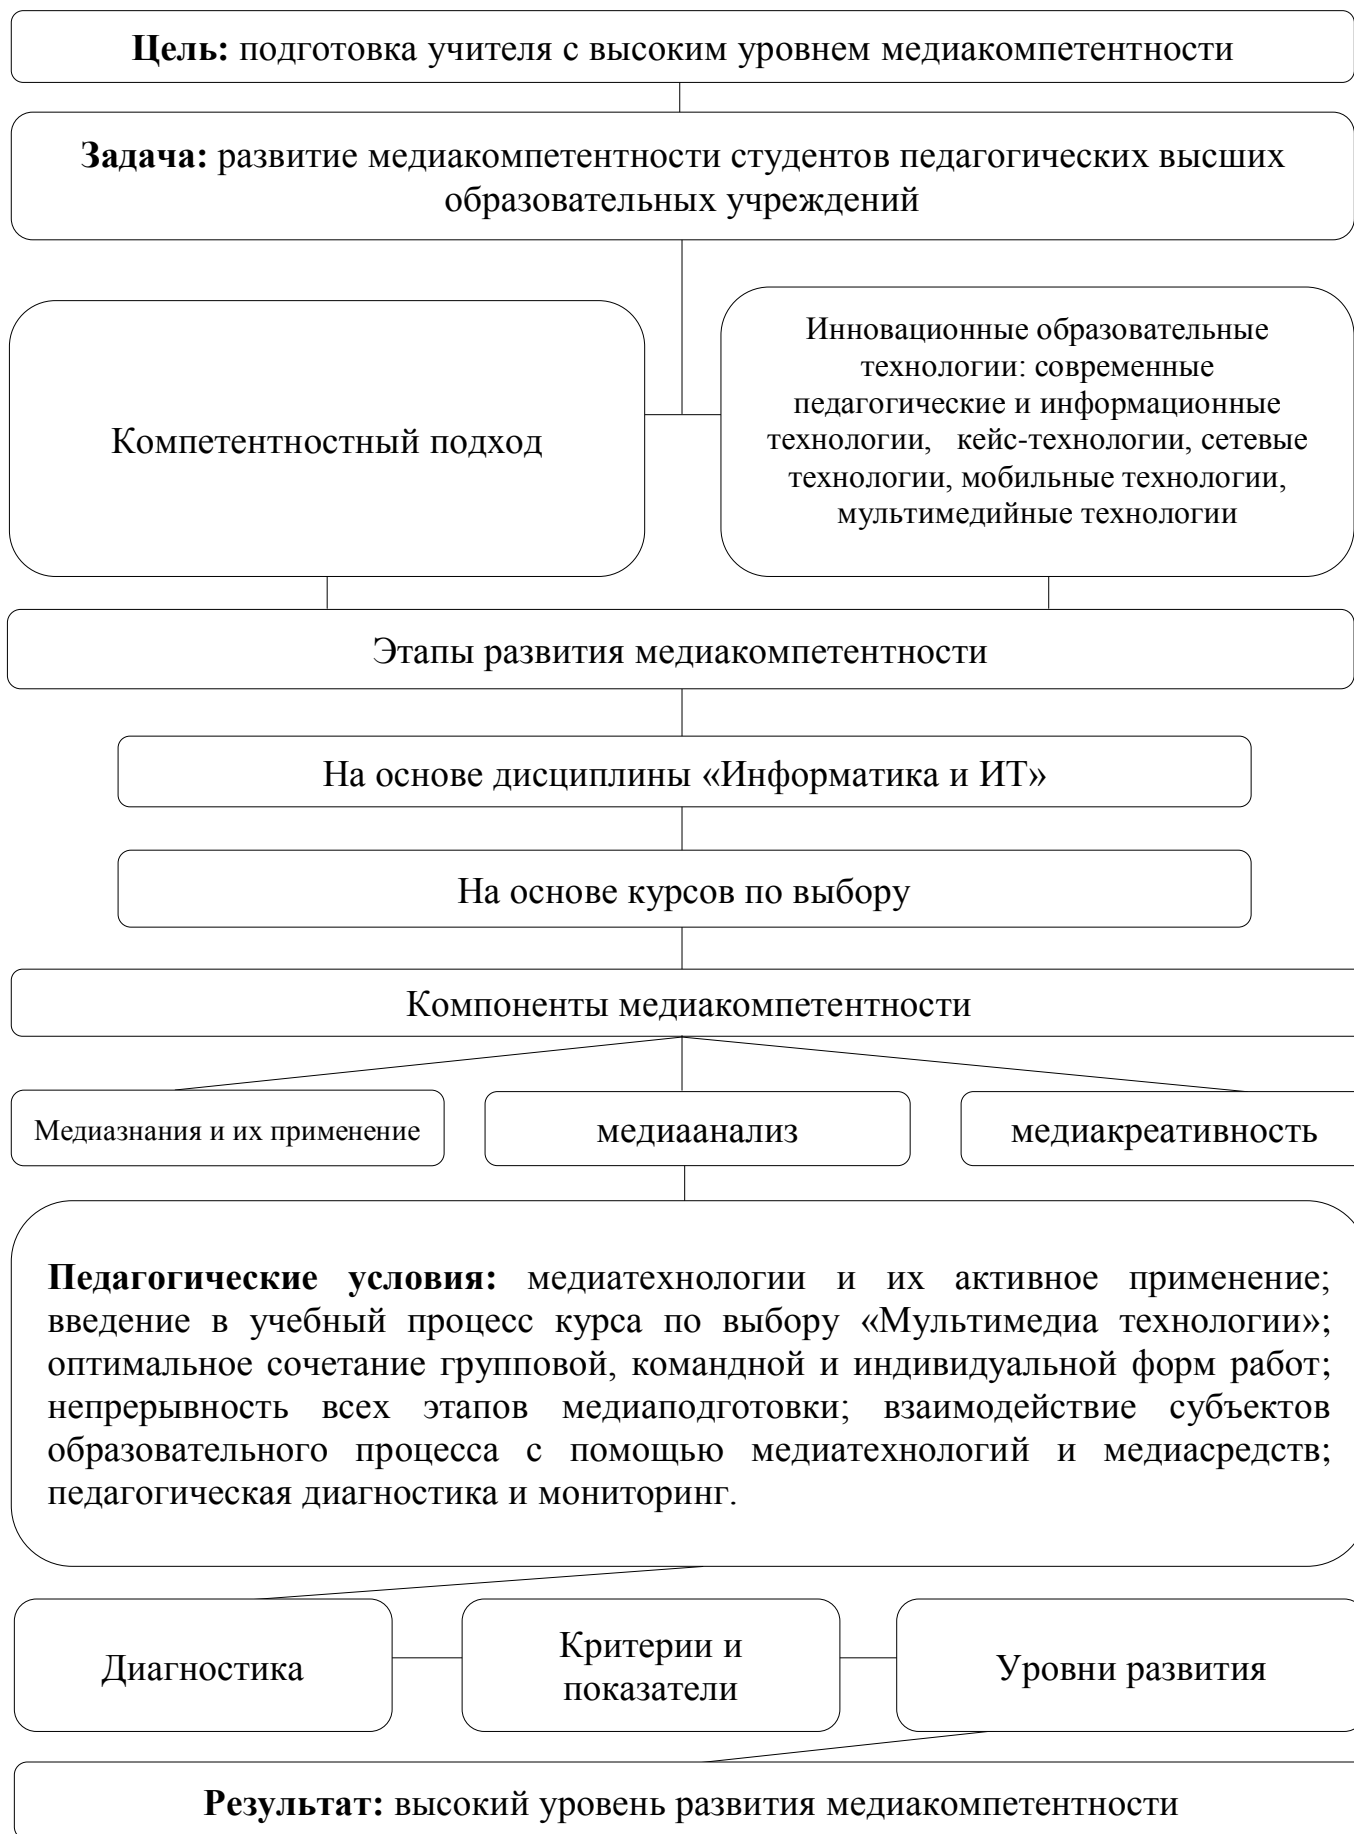 Цель: подготовка учителя с высоким уровнем медиакомпетентности
Задача: развитие медиакомпетентности студентов педагогических высших
образовательных учреждений
Компетентностный подход
Инновационные образовательные
технологии: современные
педагогические и информационные
технологии, кейс-технологии, сетевые
технологии, мобильные технологии,
мультимедийные технологии
Этапы развития медиакомпетентности
На основе дисциплины «Информатика и ИТ»
На основе курсов по выбору
Компоненты медиакомпетентности
Медиазнания и их применение
медиаанализ
медиакреативность
Педагогические условия: медиатехнологии и их активное применение;
введение в учебный процесс курса по выбору «Мультимедиа технологии»;
оптимальное сочетание групповой, командной и индивидуальной форм работ;
непрерывность всех этапов медиаподготовки; взаимодействие субъектов
образовательного процесса с помощью медиатехнологий и медиасредств;
педагогическая диагностика и мониторинг.
Диагностика
Критерии и
показатели
Уровни развития
Результат: высокий уровень развития медиакомпетентности